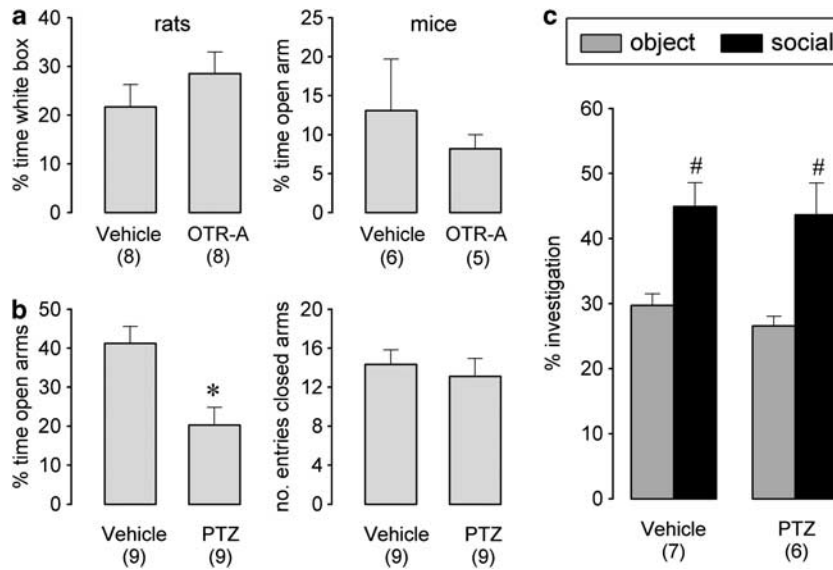 a
rats
% time white box
40
30
20
10
0
Vehicle
(8)
OTR-A
(8)
mice
% time open arm
25
20
15
10
5
0
Vehicle
(6)
OTR-A
(5)
b
% time open arms
50
40
30
20
10
0
*
Vehicle
(9)
PTZ
(9)
no. entries closed arms
20
16
12
8
4
0
Vehicle
(9)
PTZ
(9)
c
object
social
% investigation
60
50
40
30
20
10
0
#
#
Vehicle
(7)
PTZ
(6)